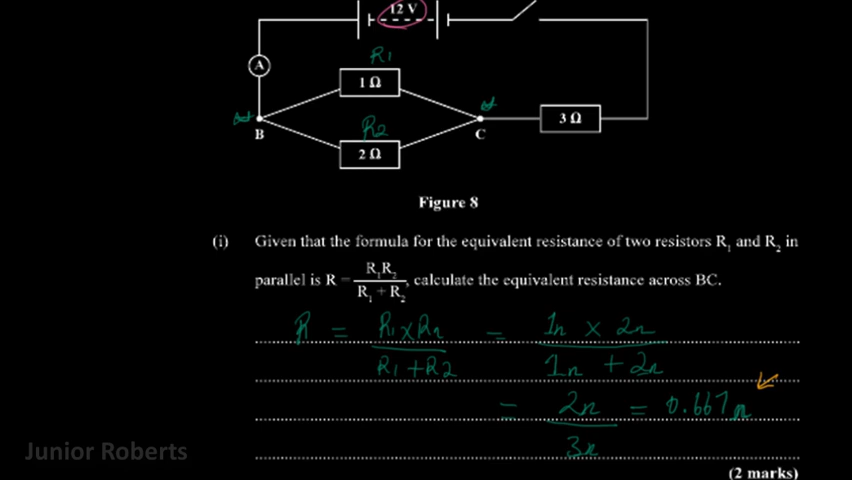 12 V
R1
A
1 Ω
B
R2
C
3 Ω
2 Ω
Figure 8
(i) Given that the formula for the equivalent resistance of two resistors R₁ and R₂ in
parallel is R = R₁R₂ / R₁ + R₂, calculate the equivalent resistance across BC.
R = R1 x R2 / R1 + R2 = 1Ω x 2Ω / 1Ω + 2Ω
= 2Ω / 3Ω = 0.667 Ω
Junior Roberts
(2 marks)